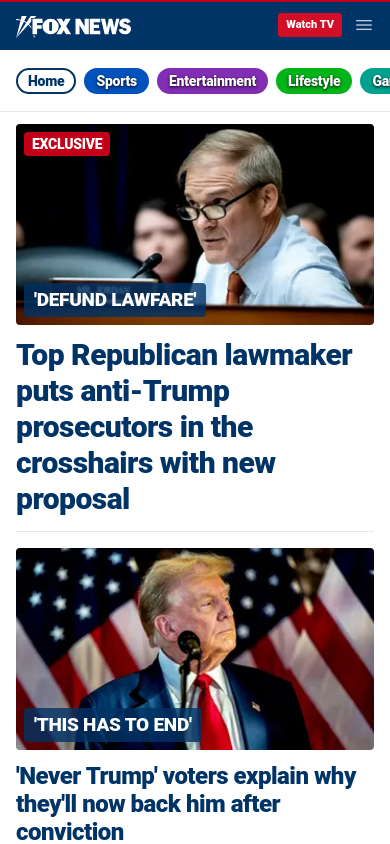 FOX NEWS
Watch TV
Home
Sports
Entertainment
Lifestyle
EXCLUSIVE
'DEFUND LAWFARE'
Top Republican lawmaker
puts anti-Trump
prosecutors in the
crosshairs with new
proposal
'THIS HAS TO END'
'Never Trump' voters explain why
they'll now back him after
conviction